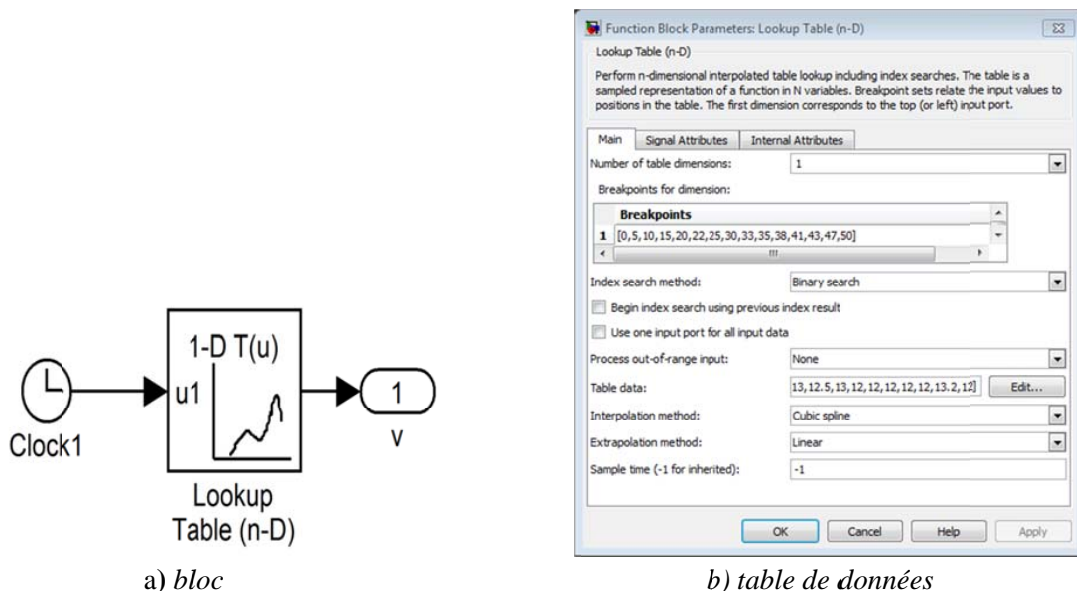 1-D T(u)
u1
Clock1
Lookup
Table (n-D)
1
v
a) bloc
Function Block Parameters: Lookup Table (n-D)
Lookup Table (n-D)
Perform n-dimensional interpolated table lookup including index searches. The table is a
sampled representation of a function in N variables. Breakpoint sets relate the input values to
positions in the table. The first dimension corresponds to the top (or left) input port.
Main Signal Attributes Internal Attributes
Number of table dimensions: 1
Breakpoints for dimension:
Breakpoints
1 [0,5,10,15,20,22,25,30,33,35,38,41,43,47,50]
Index search method: Binary search
Begin index search using previous index result
Use one input port for all input data
Process out-of-range input: None
Table data: 13,12.5,13,12,12,12,12,12,13.2,12] Edit...
Interpolation method: Cubic spline
Extrapolation method: Linear
Sample time (-1 for inherited): -1
OK Cancel Help Apply
b) table de données